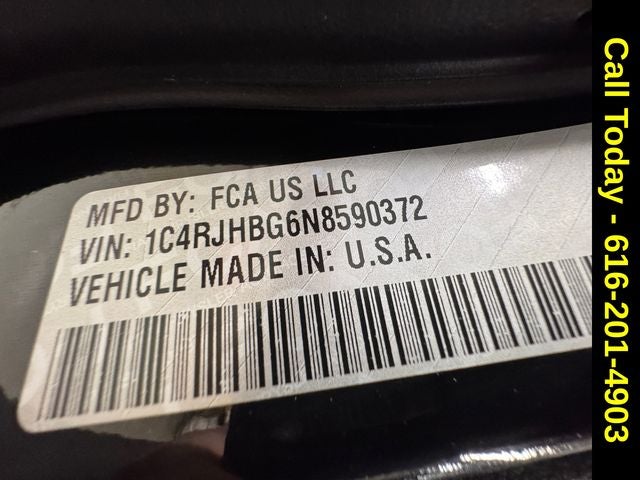 MFD BY: FCA US LLC
VIN: 1C4RJHBG6N8590372
VEHICLE MADE IN: U.S.A.
Call Today - 616-201-4903